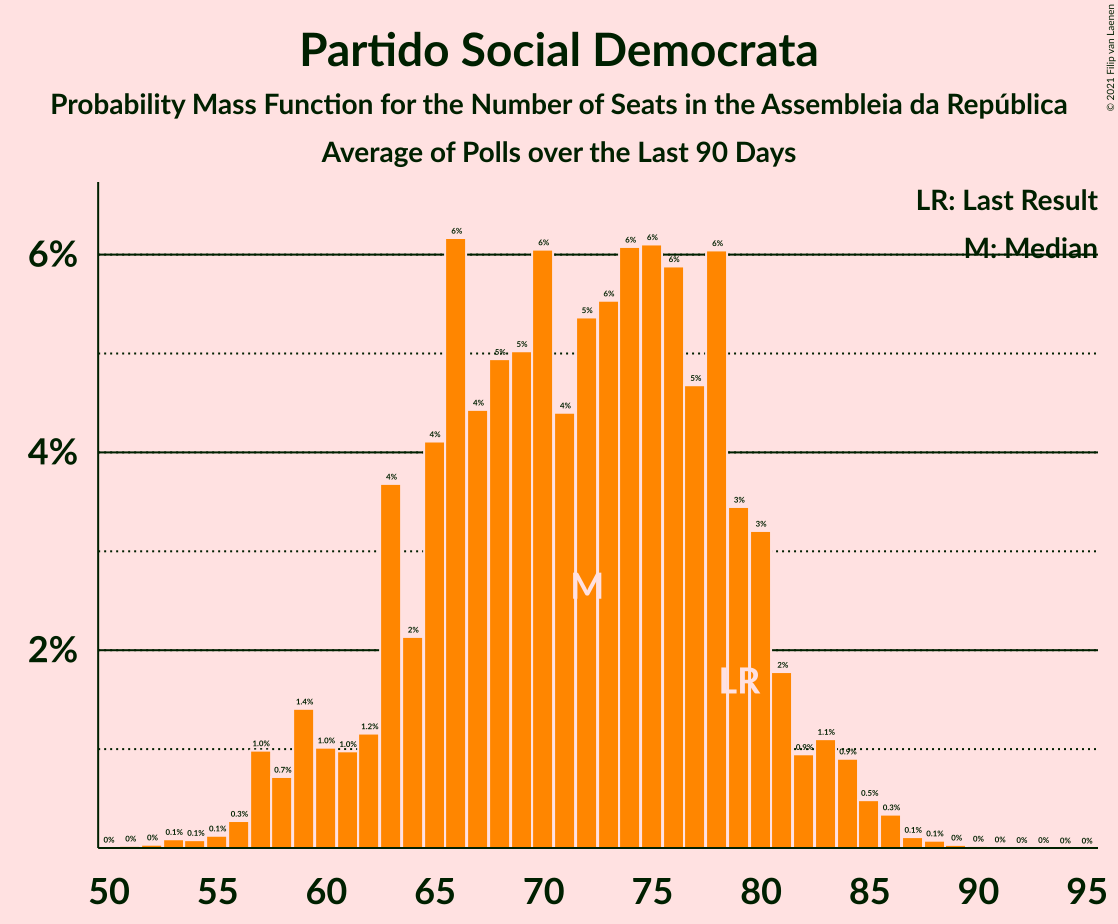 Partido Social Democrata
Probability Mass Function for the Number of Seats in the Assembleia da República
Average of Polls over the Last 90 Days
© 2021 Filip van Laenen
LR: Last Result
M: Median
6%
4%
2%
0% 0% 0% 0.1% 0.1% 0.1% 0.3% 1.0% 0.7% 1.4% 1.0% 1.0% 1.2% 4% 2% 4% 6% 4% 5% 5% 6% 4% 5% 6% 6% 6% 6% 5% 6% 3% 3% 2% 0.9% 1.1% 0.9% 0.5% 0.3% 0.1% 0.1% 0% 0% 0% 0% 0% 0% 0%
M
LR
50 55 60 65 70 75 80 85 90 95